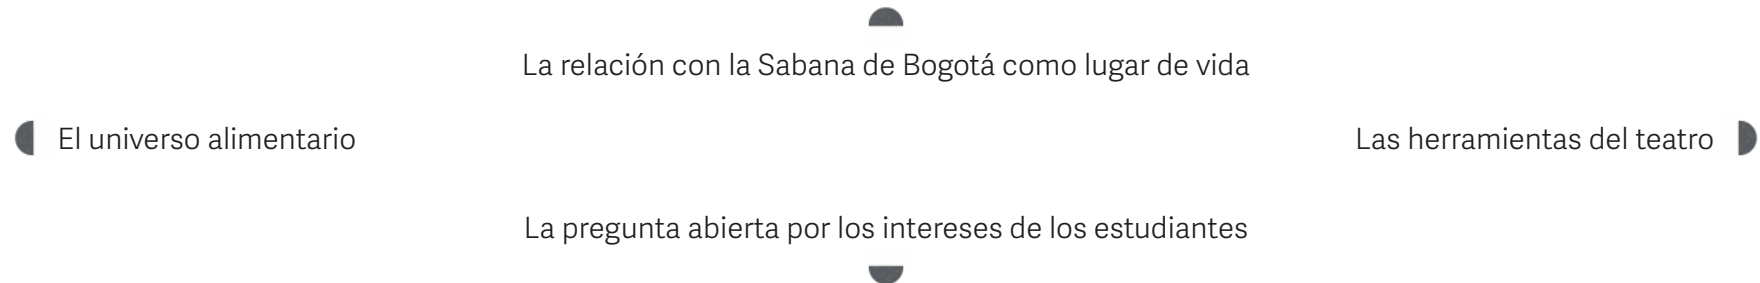 La relación con la Sabana de Bogotá como lugar de vida
El universo alimentario
Las herramientas del teatro
La pregunta abierta por los intereses de los estudiantes